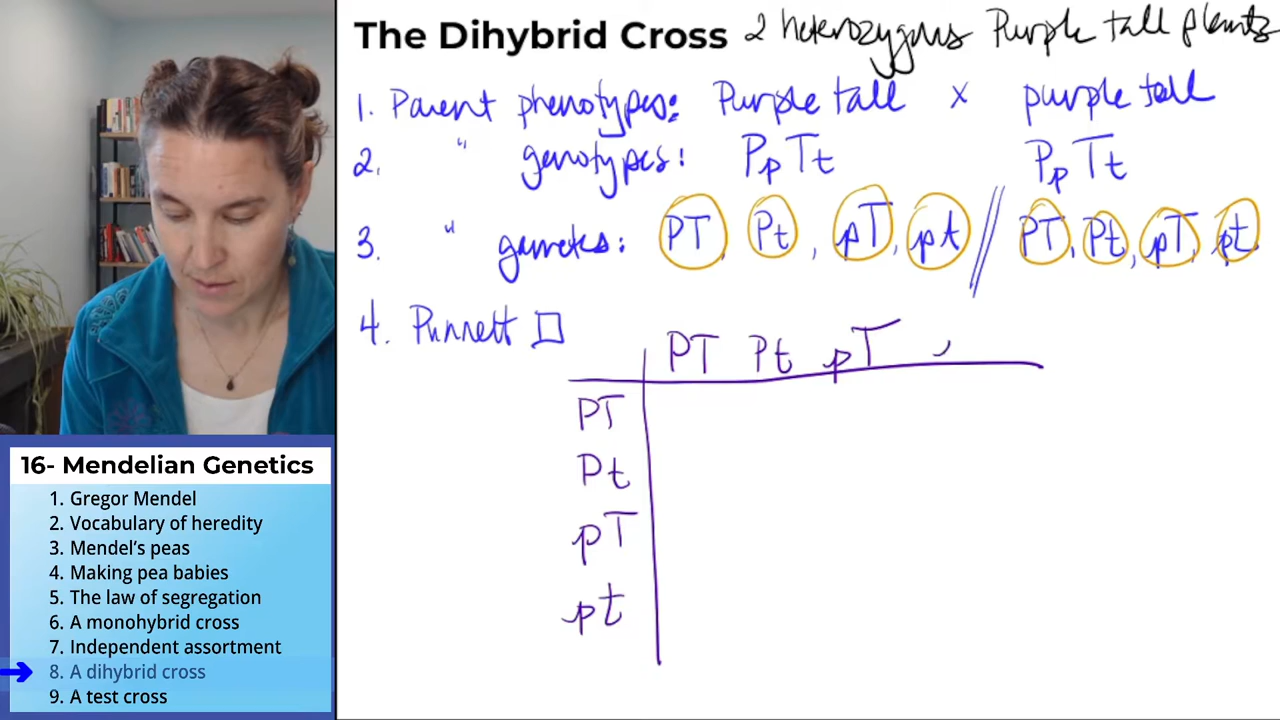 The Dihybrid Cross 2 heterozygous Purple tall plants
1. Parent phenotypes: Purple tall x purple tall
2. " genotypes: PpTt PpTt
3. " gametes: PT, Pt, pT, pt // PT, Pt, pT, pt
4. Punnett □
PT Pt pT
PT
Pt
pT
pt
16- Mendelian Genetics
1. Gregor Mendel
2. Vocabulary of heredity
3. Mendel's peas
4. Making pea babies
5. The law of segregation
6. A monohybrid cross
7. Independent assortment
8. A dihybrid cross
9. A test cross